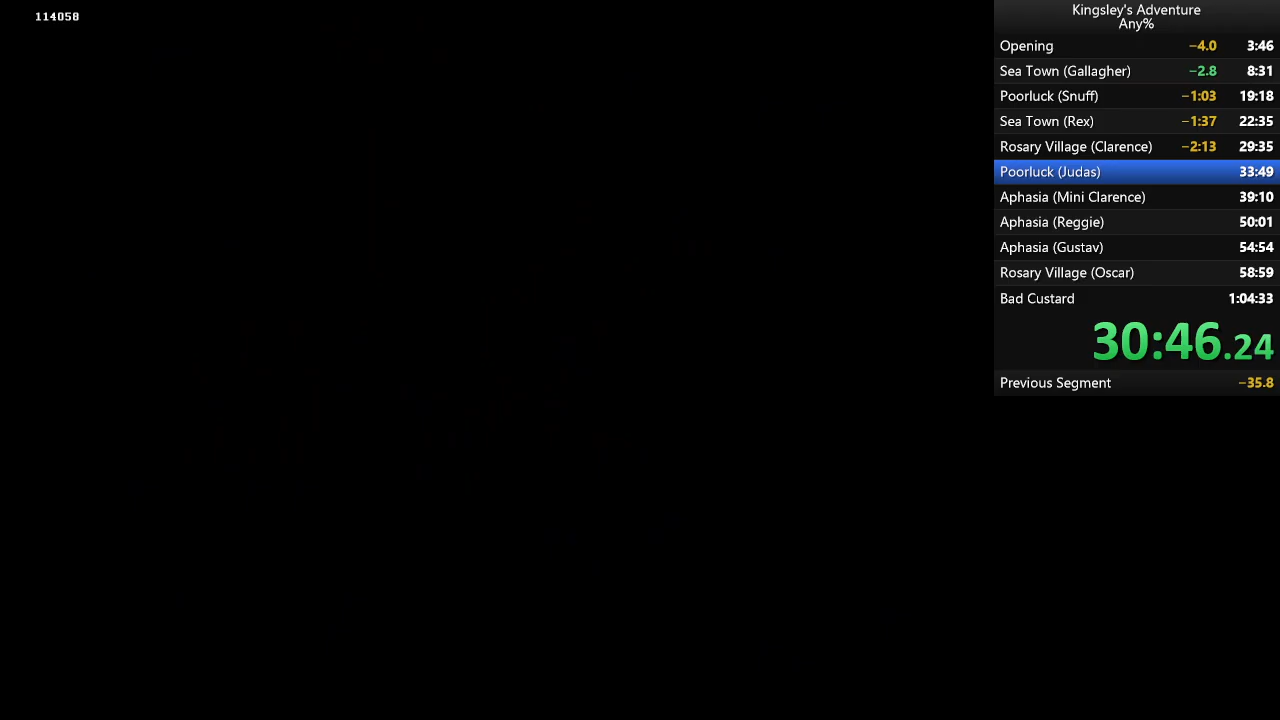 114058
Kingsley's Adventure
Any%
Opening −4.0 3:46
Sea Town (Gallagher) −2.8 8:31
Poorluck (Snuff) −1:03 19:18
Sea Town (Rex) −1:37 22:35
Rosary Village (Clarence) −2:13 29:35
Poorluck (Judas) 33:49
Aphasia (Mini Clarence) 39:10
Aphasia (Reggie) 50:01
Aphasia (Gustav) 54:54
Rosary Village (Oscar) 58:59
Bad Custard 1:04:33
30:46.24
Previous Segment −35.8